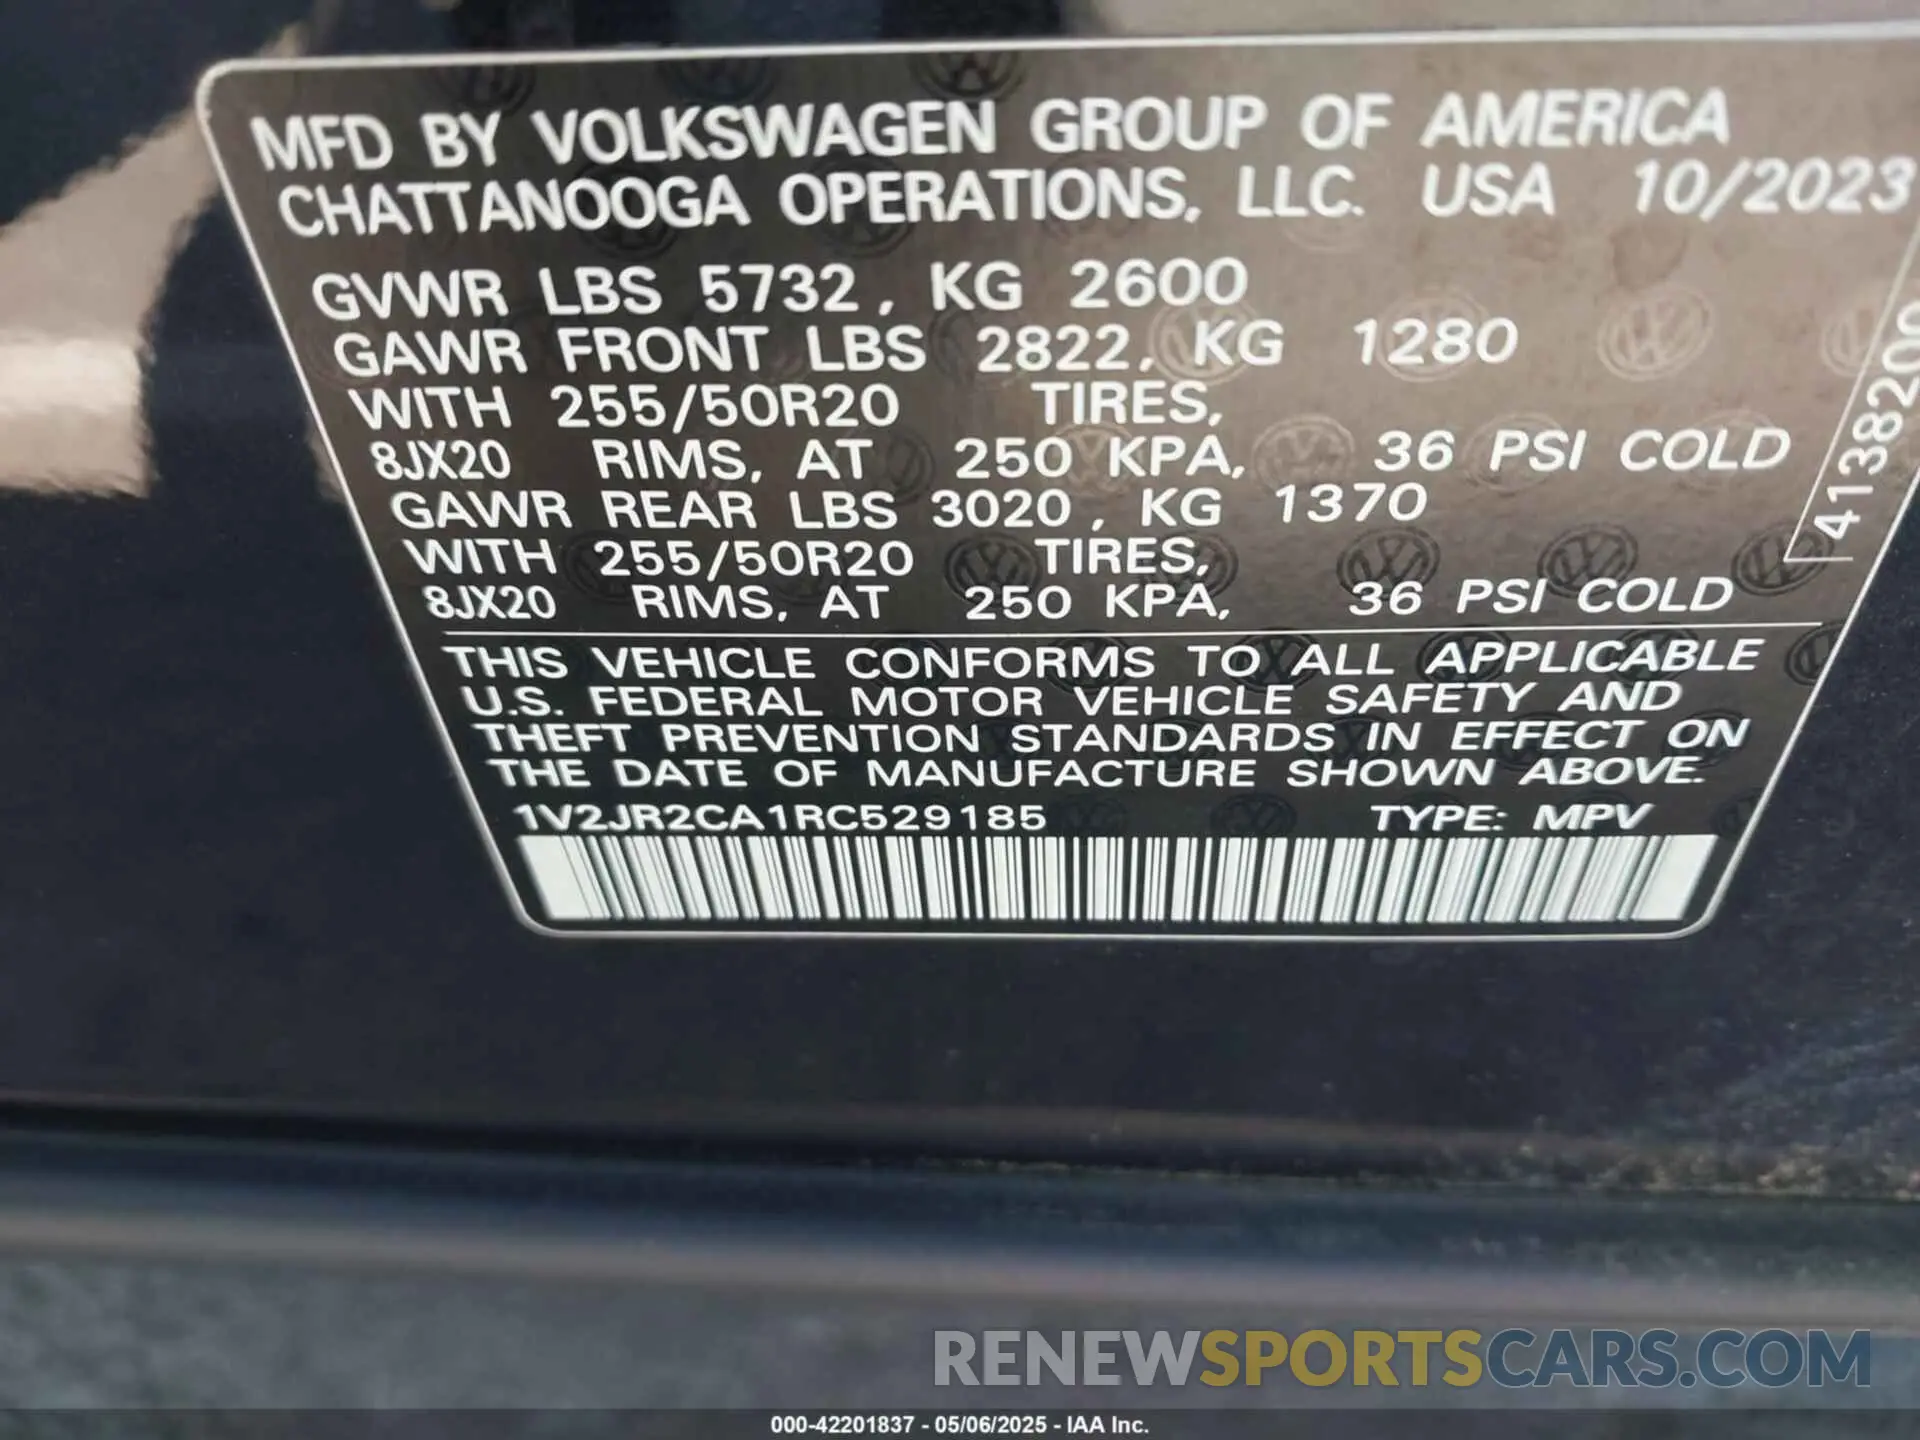 MFD BY VOLKSWAGEN GROUP OF AMERICA
CHATTANOOGA OPERATIONS, LLC. USA 10/2023
GVWR LBS 5732, KG 2600
GAWR FRONT LBS 2822, KG 1280
WITH 255/50R20 TIRES,
8JX20 RIMS, AT 250 KPA, 36 PSI COLD
GAWR REAR LBS 3020, KG 1370
WITH 255/50R20 TIRES,
8JX20 RIMS, AT 250 KPA, 36 PSI COLD
THIS VEHICLE CONFORMS TO ALL APPLICABLE
U.S. FEDERAL MOTOR VEHICLE SAFETY AND
THEFT PREVENTION STANDARDS IN EFFECT ON
THE DATE OF MANUFACTURE SHOWN ABOVE.
1V2JR2CA1RC529185 TYPE: MPV
RENEWSPORTSCARS.COM
000-42201837 - 05/06/2025 - IAA Inc.